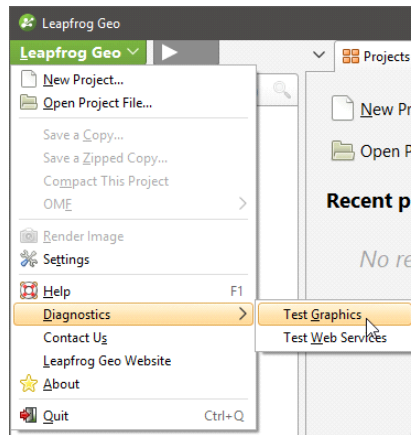 Leapfrog Geo
Leapfrog Geo
Projects
New Project...
Open Project File...
Save a Copy...
Save a Zipped Copy...
Compact This Project
OMF
Render Image
Settings
Help F1
Diagnostics
Contact Us
Leapfrog Geo Website
About
Quit Ctrl+Q
Test Graphics
Test Web Services
New Pr
Open P
Recent p
No re